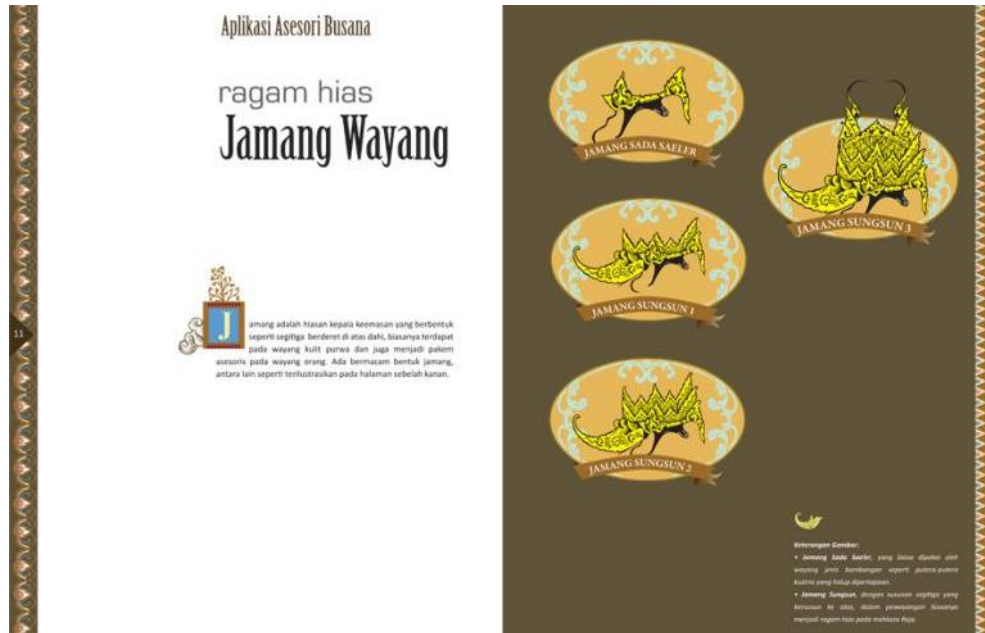 Aplikasi Asesori Busana
ragam hias
Jamang Wayang
11
Jamang adalah hiasan kepala keemasan yang berbentuk
seperti segitiga berderet di atas dahi, biasanya terdapat
pada wayang kulit purwa dan juga menjadi pakem
asesoris pada wayang orang. Ada bermacam bentuk jamang,
antara lain seperti terilustrasikan pada halaman sebelah kanan.
JAMANG SADA SAELER
JAMANG SUNGSUN 1
JAMANG SUNGSUN 2
JAMANG SUNGSUN 3
Keterangan Gambar:
• Jamang Sada Saeler, yang biasa dipakai oleh
wayang jenis bambangan seperti putera-putera
Ksatria yang hidup dipertapaan.
• Jamang Sungsun, dengan susunan segitiga yang
bersusun ke atas, dalam pewayangan biasanya
menjadi ragam hias pada mahkota Raja.